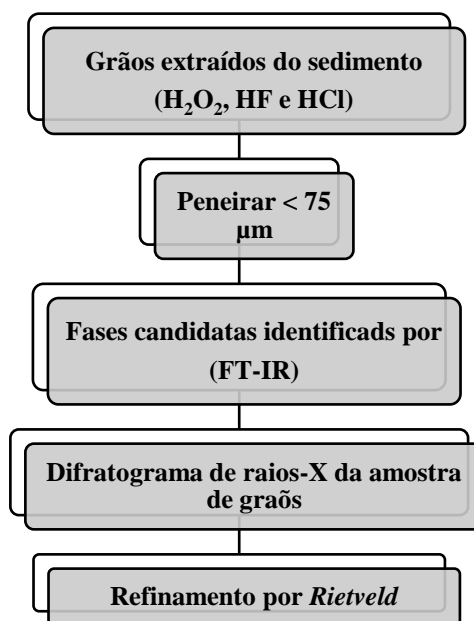 Grãos extraídos do sedimento
(H₂O₂, HF e HCl)
Peneirar < 75
µm
Fases candidatas identificads por
(FT-IR)
Difratograma de raios-X da amostra
de graõs
Refinamento por Rietveld